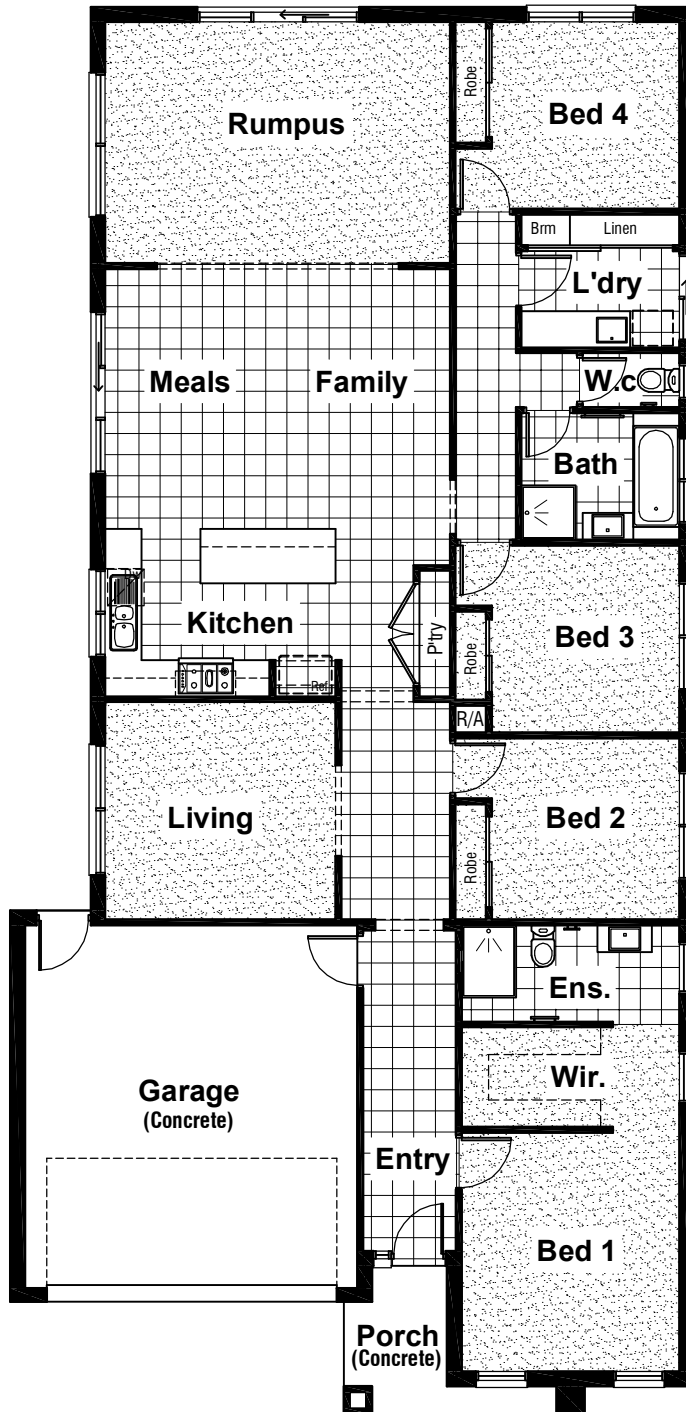 Rumpus
Robe
Bed 4
Brm
Linen
L'dry
Meals
Family
W.c
Bath
Kitchen
P'try
Ref
Robe
Bed 3
R/A
Living
Robe
Bed 2
Ens.
Wir.
Garage
(Concrete)
Entry
Bed 1
Porch
(Concrete)